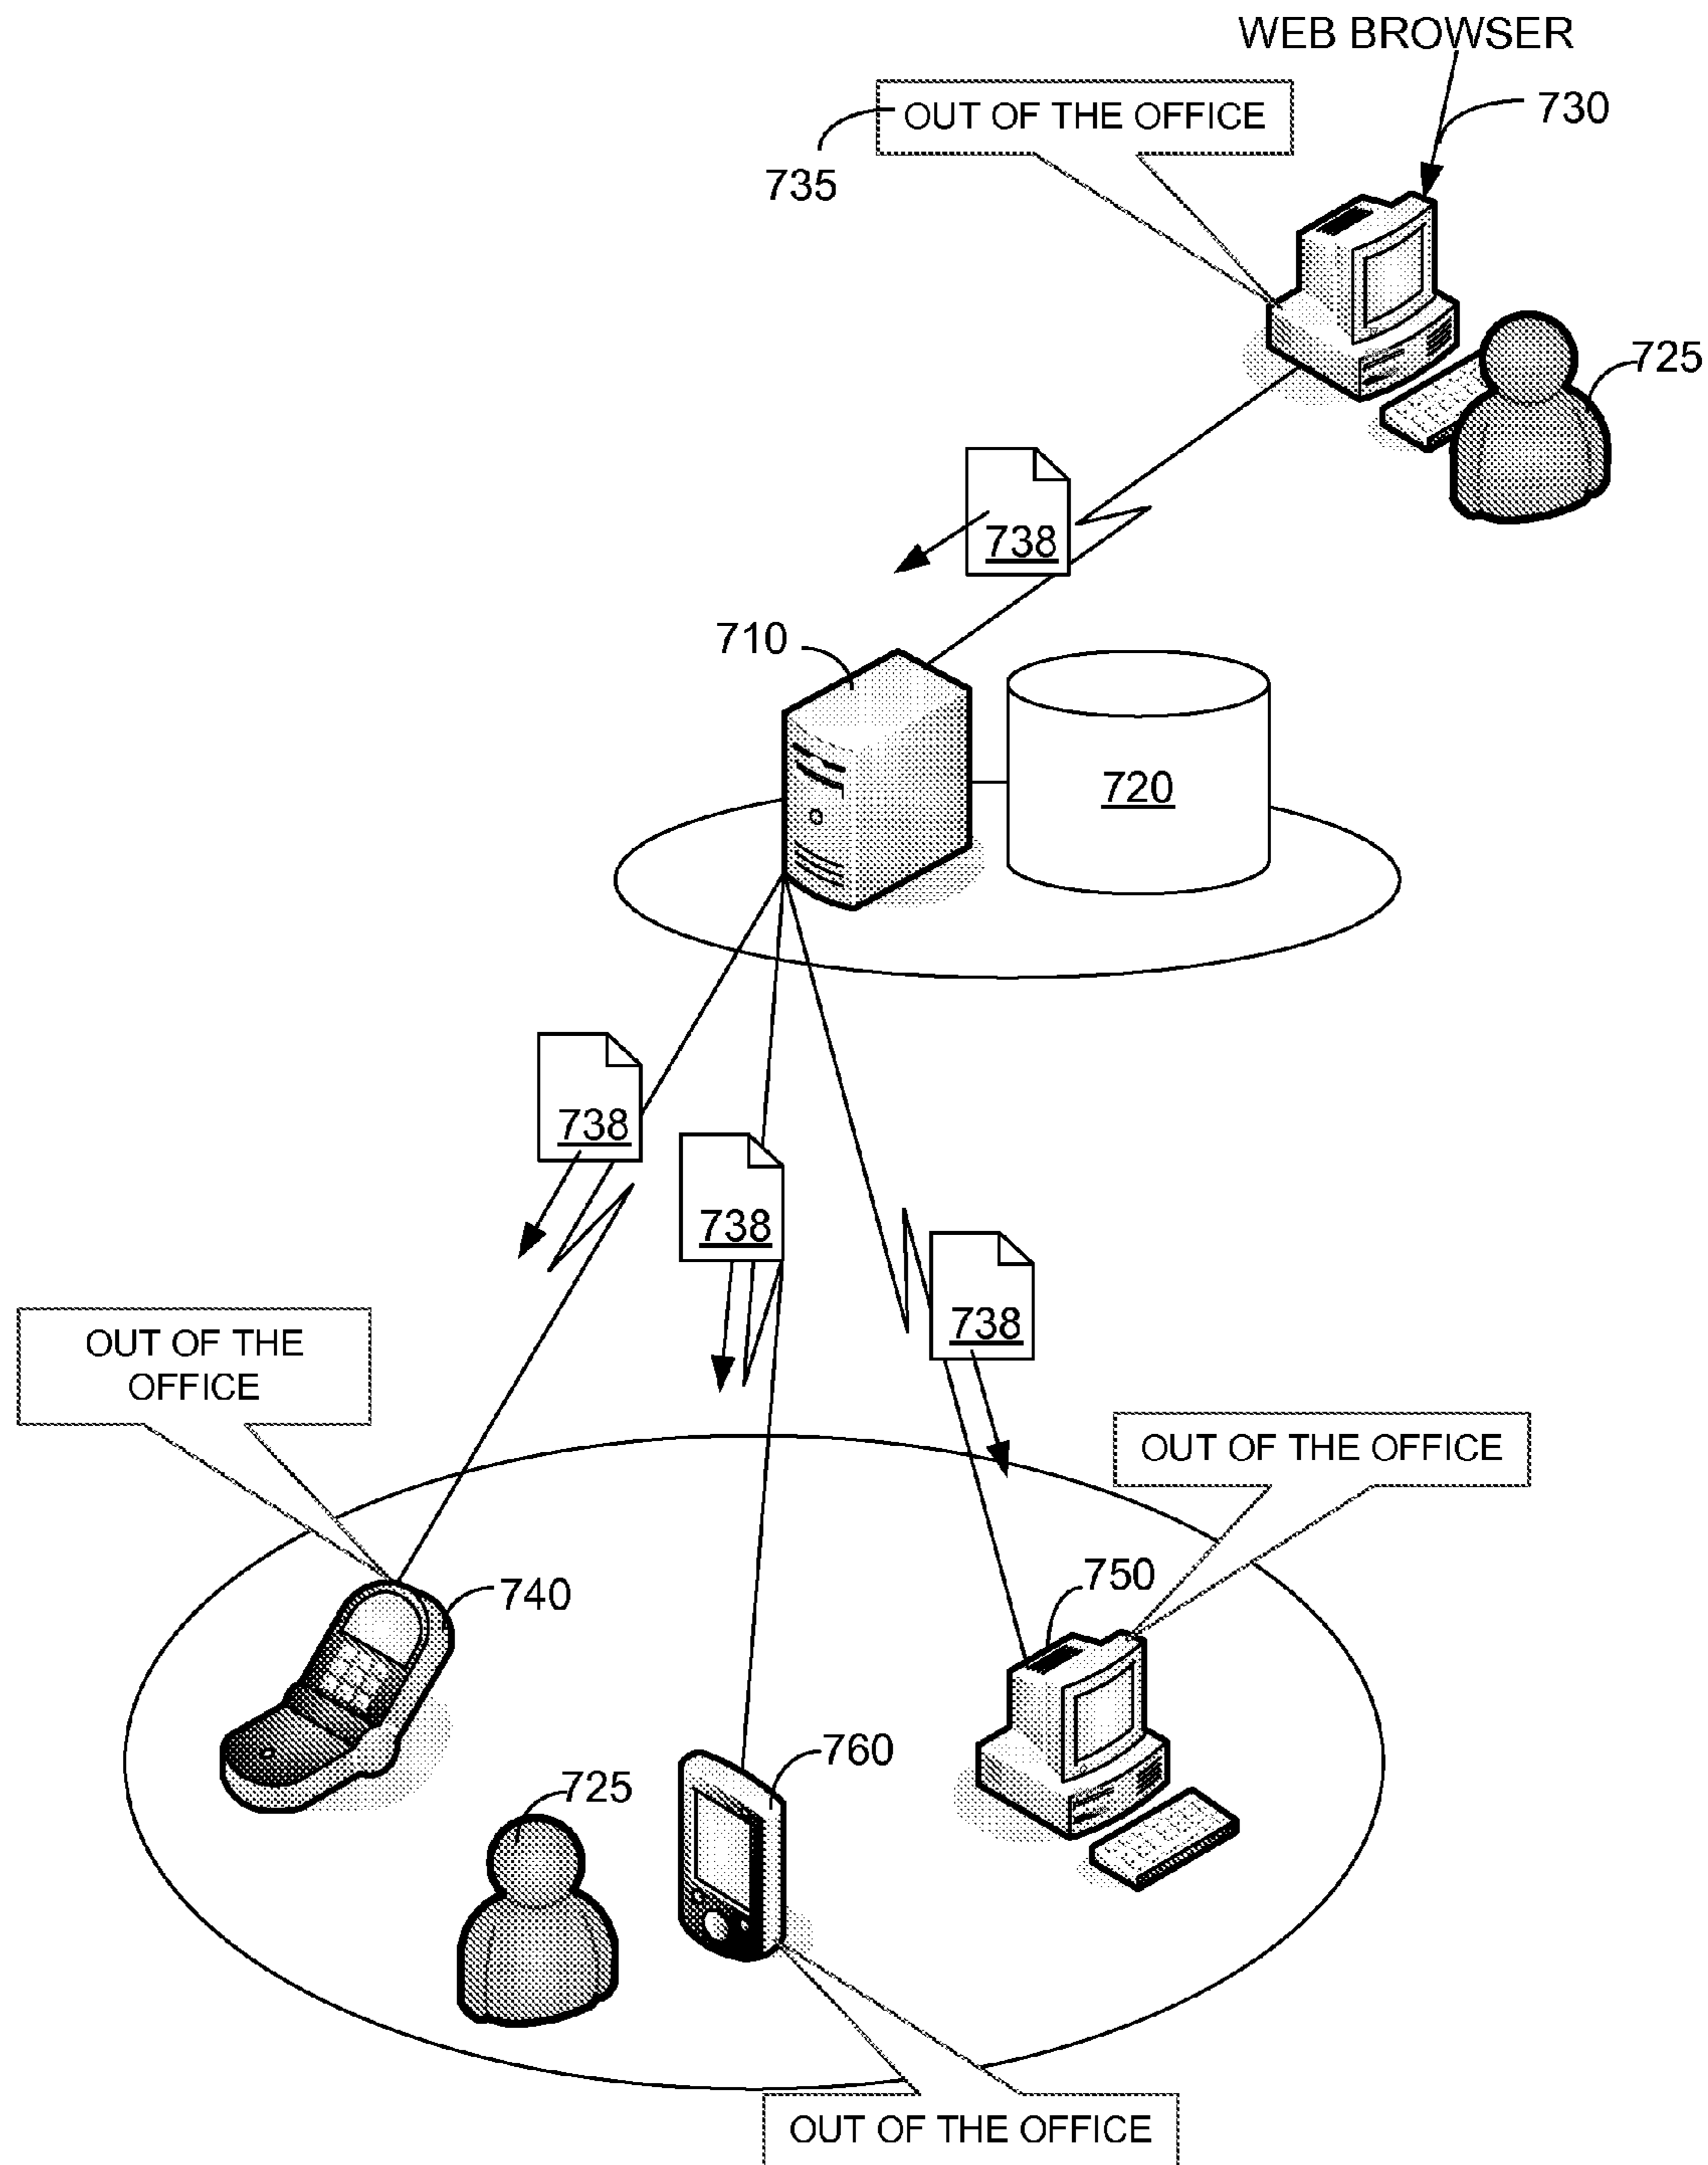 WEB BROWSER
OUT OF THE OFFICE
730
735
725
738
710
720
738
738
738
OUT OF THE
OFFICE
OUT OF THE OFFICE
750
740
760
725
OUT OF THE OFFICE